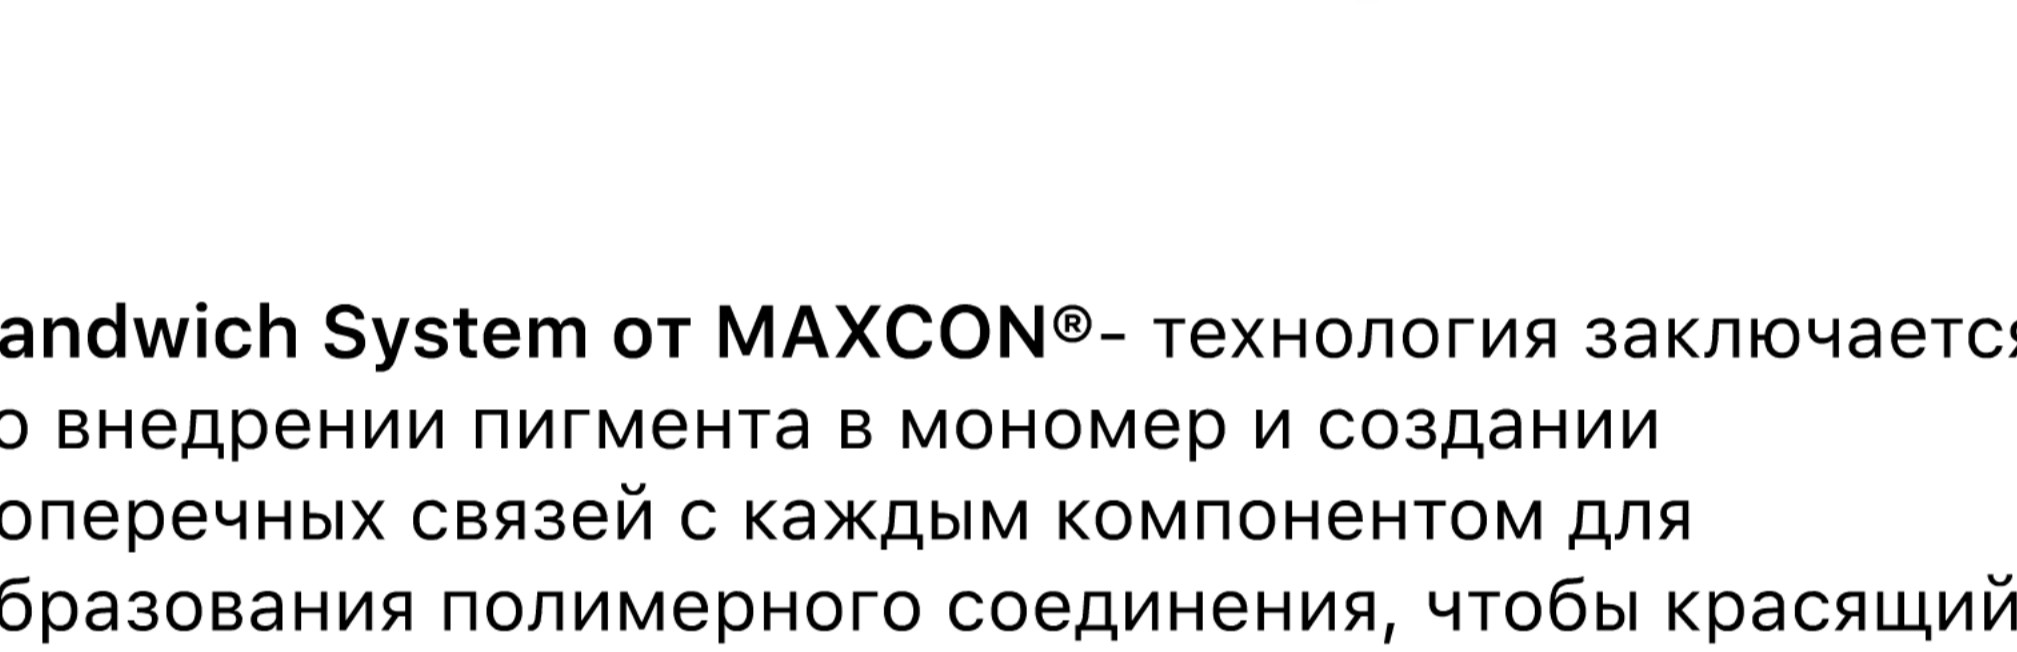 andwich System от MAXCON®- технология заключается
о внедрении пигмента в мономер и создании
оперечных связей с каждым компонентом для
бразования полимерного соединения, чтобы красящий